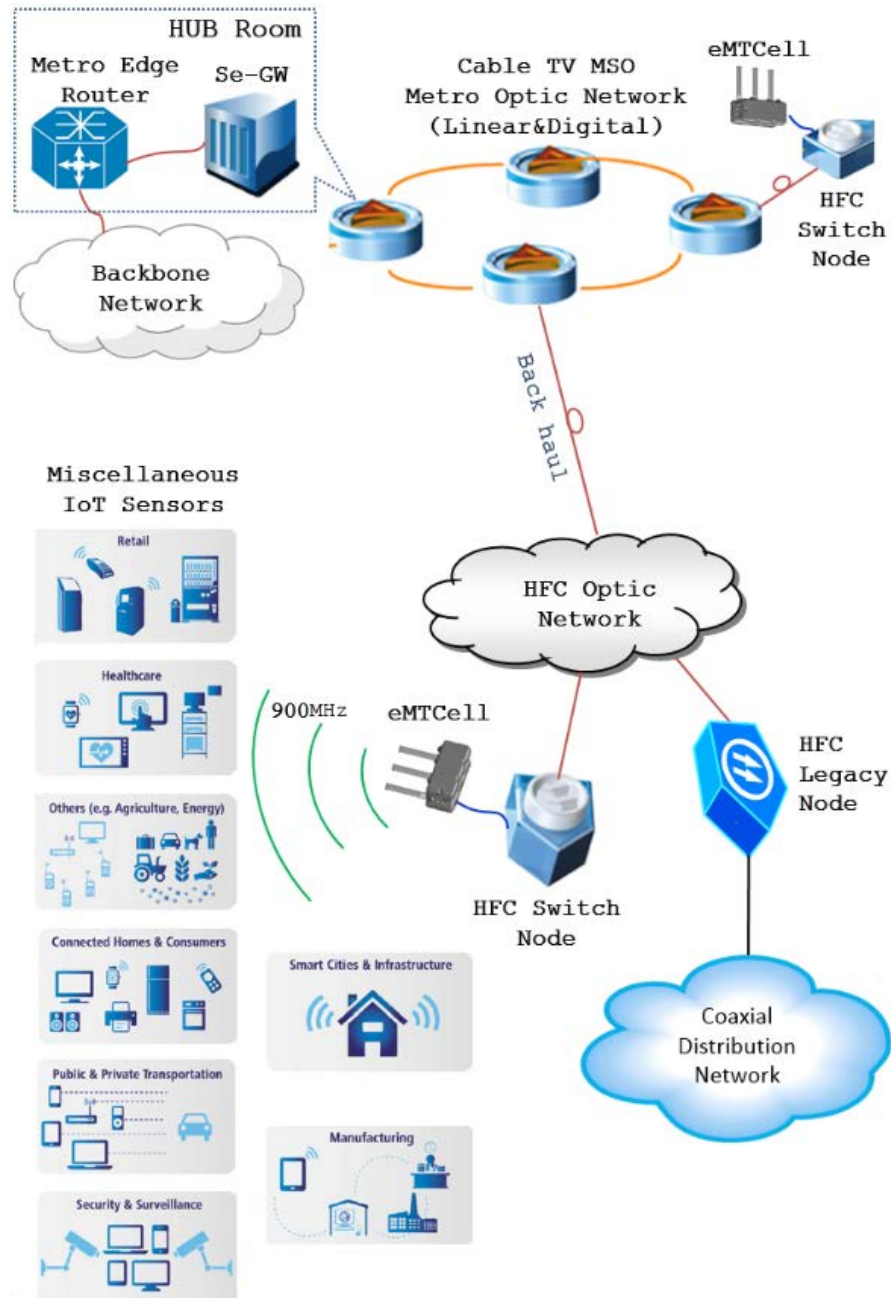 HUB Room
Metro Edge
Router
Se-GW
Backbone
Network
Cable TV MSO
Metro Optic Network
(Linear&Digital)
eMTCell
HFC
Switch
Node
Back haul
Miscellaneous
IoT Sensors
Retail
Healthcare
Others (e.g. Agriculture, Energy)
Connected Homes & Consumers
Public & Private Transportation
Security & Surveillance
Smart Cities & Infrastructure
Manufacturing
900MHz
eMTCell
HFC Optic
Network
HFC Switch
Node
HFC
Legacy
Node
Coaxial
Distribution
Network